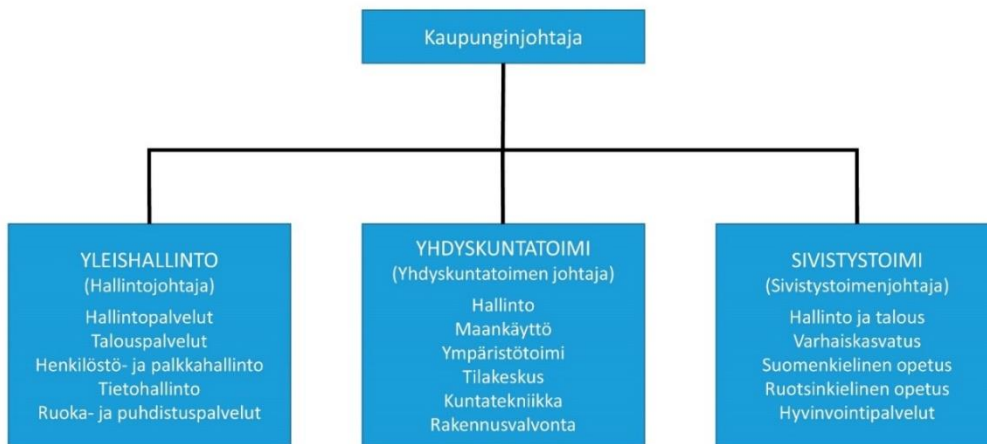 Kaupunginjohtaja
YLEISHALLINTO
(Hallintojohtaja)
Hallintopalvelut
Talouspalvelut
Henkilöstö- ja palkkahallinto
Tietohallinto
Ruoka- ja puhdistuspalvelut
YHDYSKUNTATOIMI
(Yhdyskuntatoimen johtaja)
Hallinto
Maankäyttö
Ympäristötoimi
Tilakeskus
Kuntatekniikka
Rakennusvalvonta
SIVISTYSTOIMI
(Sivistystoimenjohtaja)
Hallinto ja talous
Varhaiskasvatus
Suomenkielinen opetus
Ruotsinkielinen opetus
Hyvinvointipalvelut